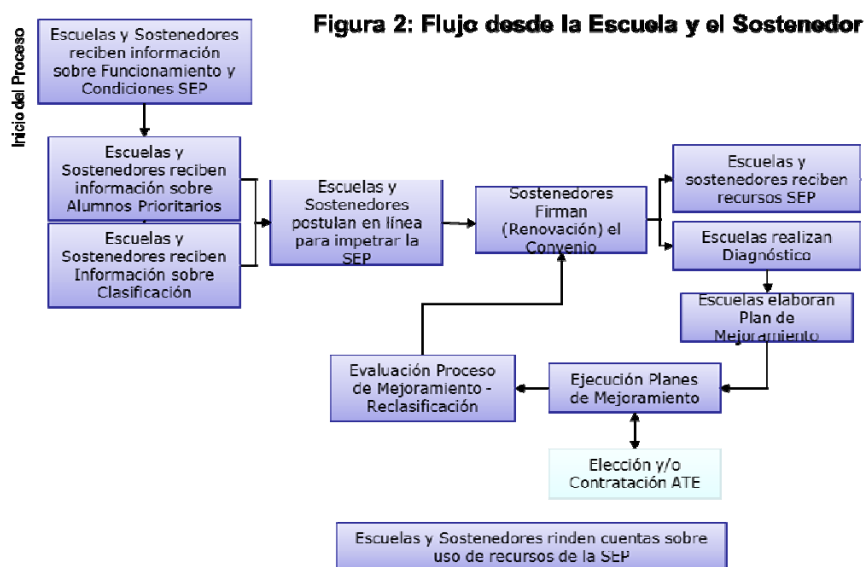 Figura 2: Flujo desde la Escuela y el Sostenedor
Inicio del Proceso
Escuelas y Sostenedores
reciben información
sobre Funcionamiento y
Condiciones SEP
Escuelas y
Sostenedores reciben
información sobre
Alumnos Prioritarios
Escuelas y
Sostenedores reciben
Información sobre
Clasificación
Escuelas y
Sostenedores
postulan en línea
para impetrar la
SEP
Sostenedores
Firman
(Renovación) el
Convenio
Escuelas y
sostenedores reciben
recursos SEP
Escuelas realizan
Diagnóstico
Escuelas elaboran
Plan de
Mejoramiento
Ejecución Planes
de Mejoramiento
Evaluación Proceso
de Mejoramiento -
Reclasificación
Elección y/o
Contratación ATE
Escuelas y Sostenedores rinden cuentas sobre
uso de recursos de la SEP